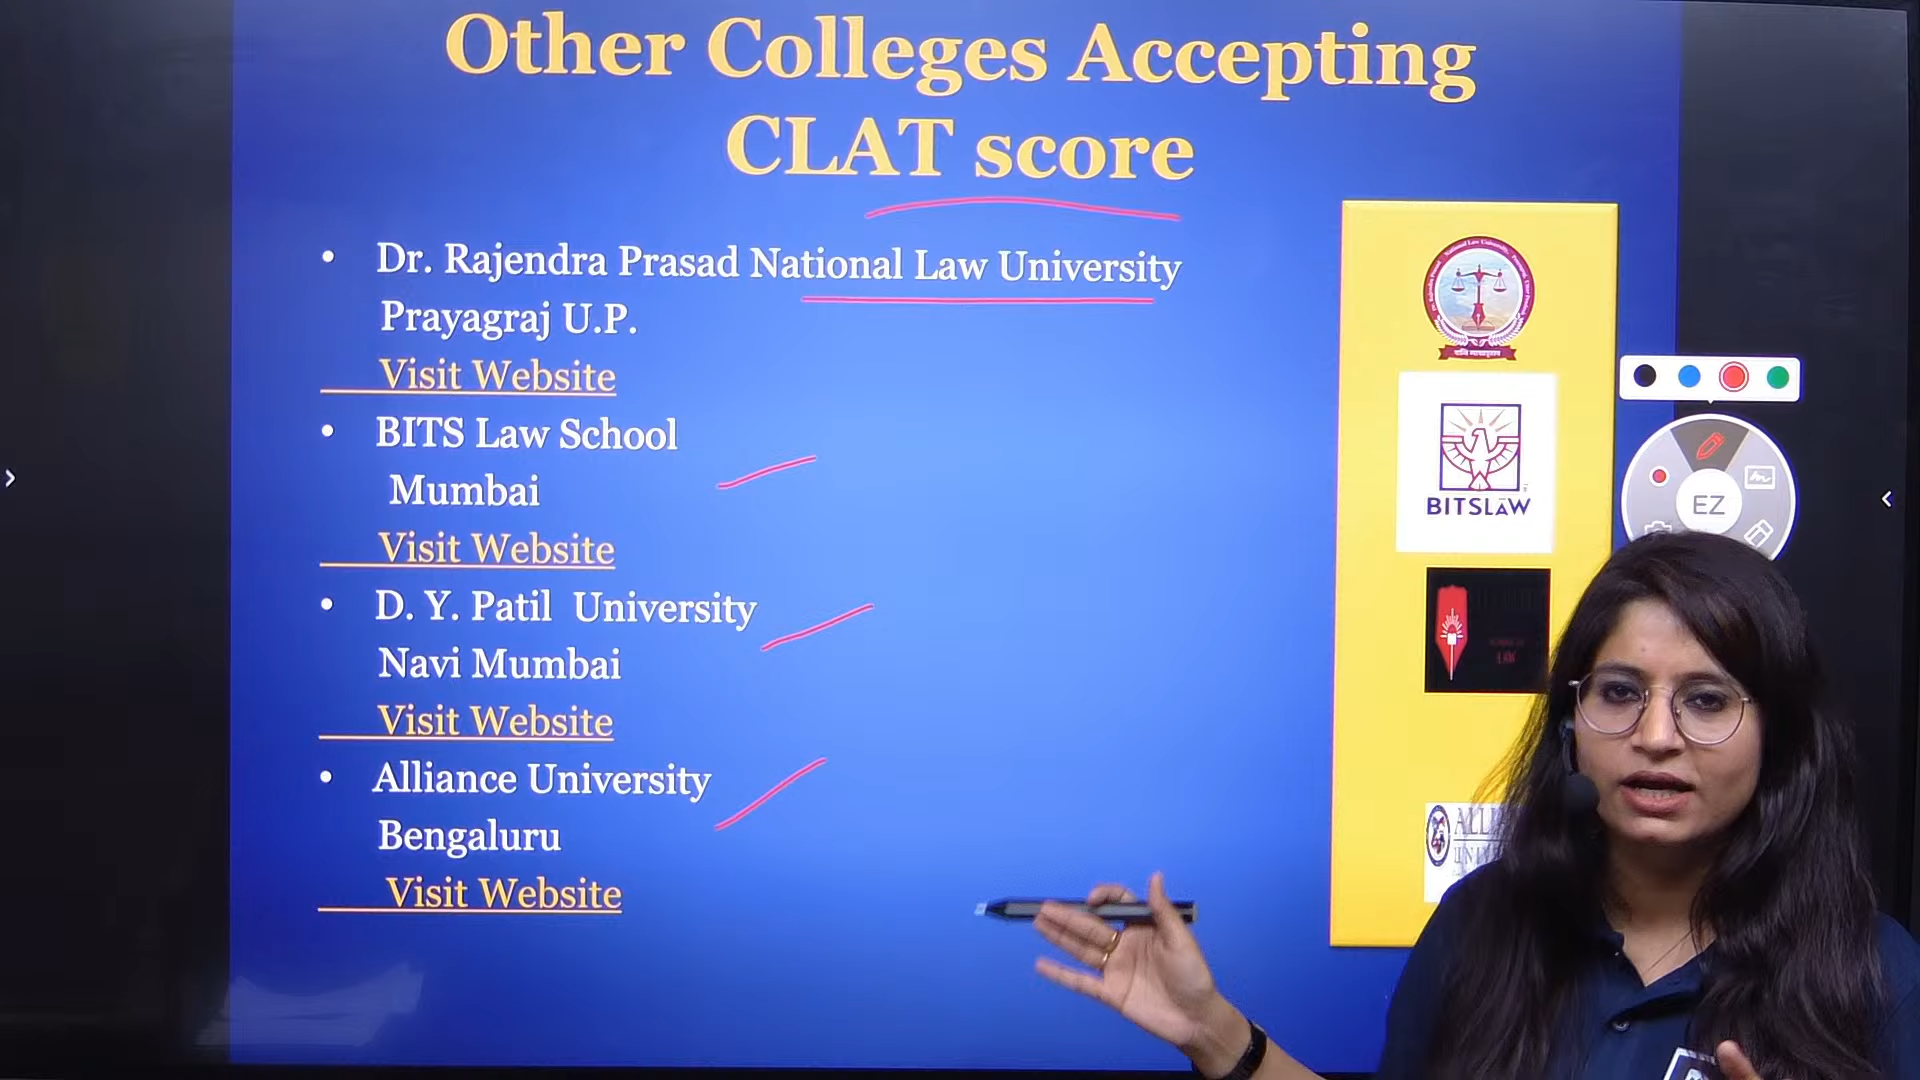 Other Colleges Accepting
CLAT score
• Dr. Rajendra Prasad National Law University
Prayagraj U.P.
Visit Website
• BITS Law School
Mumbai
Visit Website
• D. Y. Patil University
Navi Mumbai
Visit Website
• Alliance University
Bengaluru
Visit Website
BITSLAW
LAW
EZ